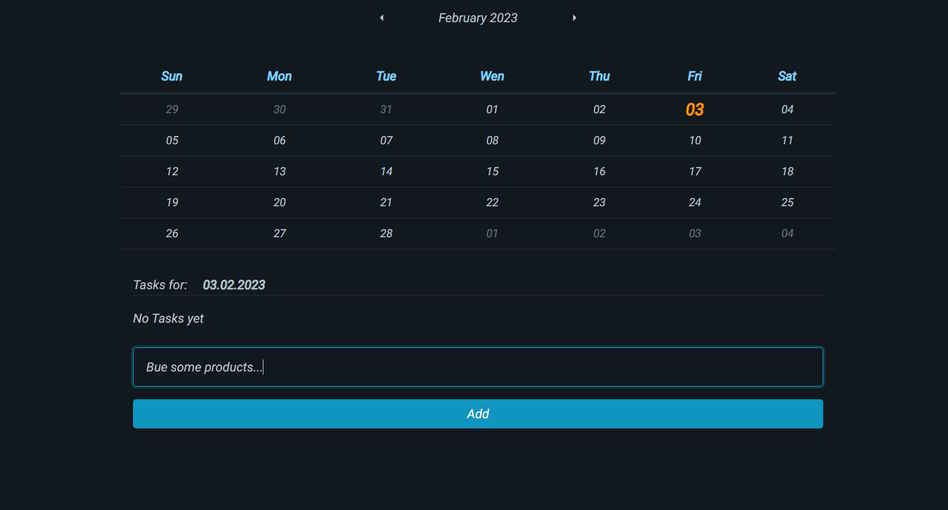 February 2023
Sun Mon Tue Wen Thu Fri Sat
29 30 31 01 02 03 04
05 06 07 08 09 10 11
12 13 14 15 16 17 18
19 20 21 22 23 24 25
26 27 28 01 02 03 04
Tasks for: 03.02.2023
No Tasks yet
Bue some products...
Add